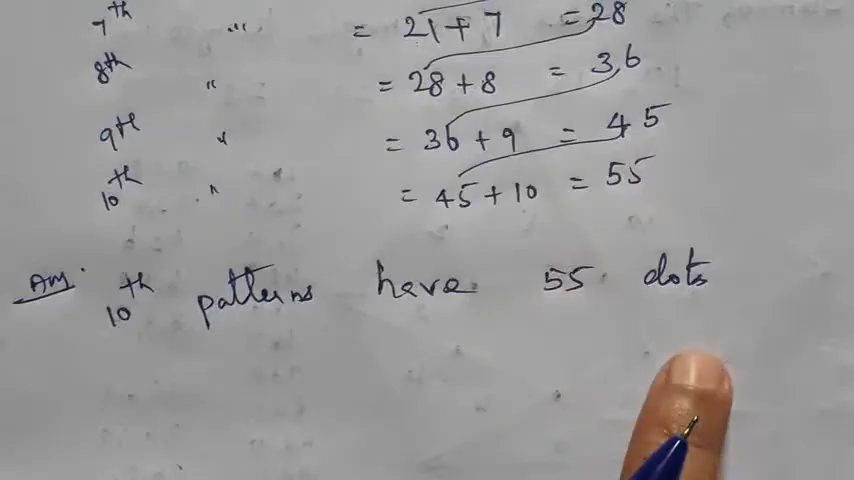 7th " = 21 + 7 = 28
8th " = 28 + 8 = 36
9th " = 36 + 9 = 45
10th " = 45 + 10 = 55
Ans. 10th patterns have 55 dots